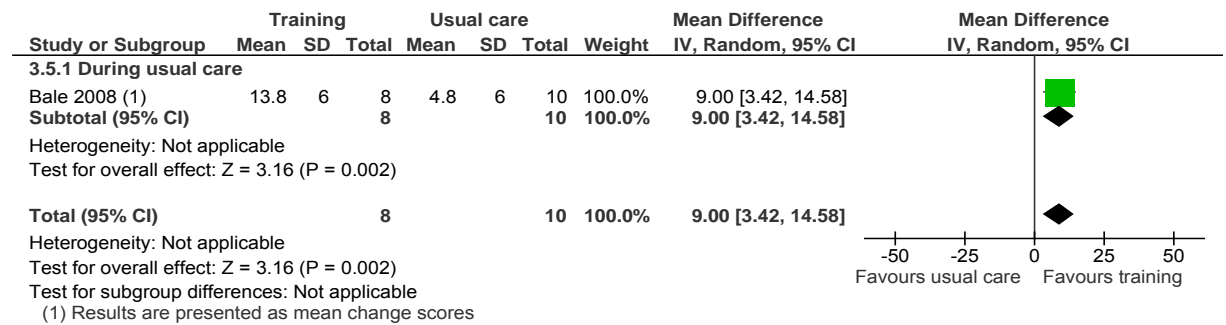 Training Usual care Mean Difference Mean Difference
Study or Subgroup Mean SD Total Mean SD Total Weight IV, Random, 95% CI IV, Random, 95% CI
3.5.1 During usual care
Bale 2008 (1) 13.8 6 8 4.8 6 10 100.0% 9.00 [3.42, 14.58]
Subtotal (95% CI) 8 10 100.0% 9.00 [3.42, 14.58]
Heterogeneity: Not applicable
Test for overall effect: Z = 3.16 (P = 0.002)
Total (95% CI) 8 10 100.0% 9.00 [3.42, 14.58]
Heterogeneity: Not applicable
Test for overall effect: Z = 3.16 (P = 0.002)
Test for subgroup differences: Not applicable
(1) Results are presented as mean change scores
-50 -25 0 25 50
Favours usual care Favours training